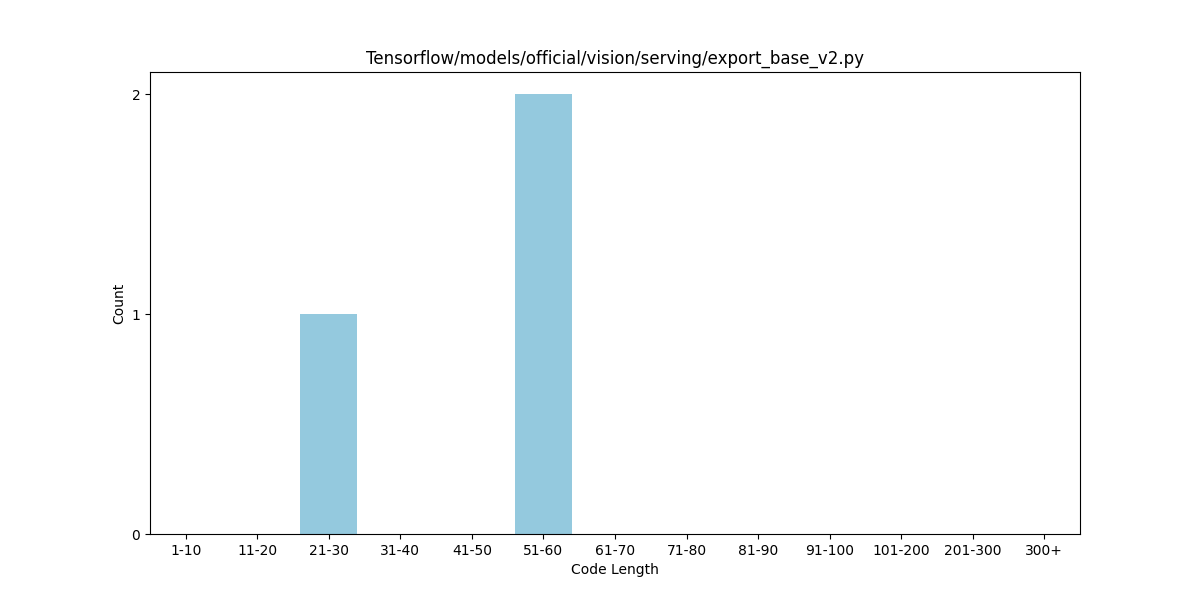 Tensorflow/models/official/vision/serving/export_base_v2.py
Count
2
1
0
1-10 11-20 21-30 31-40 41-50 51-60 61-70 71-80 81-90 91-100 101-200 201-300 300+
Code Length